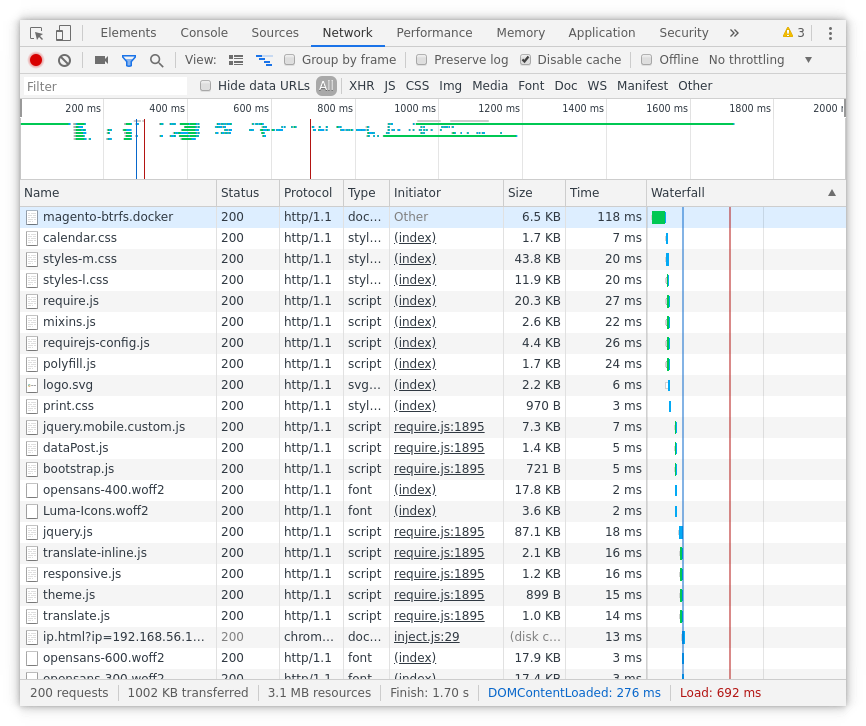 Elements Console Sources Network Performance Memory Application Security » 3
View: Group by frame Preserve log Disable cache Offline No throttling
Filter Hide data URLs All XHR JS CSS Img Media Font Doc WS Manifest Other
200 ms 400 ms 600 ms 800 ms 1000 ms 1200 ms 1400 ms 1600 ms 1800 ms 2000
Name Status Protocol Type Initiator Size Time Waterfall
magento-btrfs.docker 200 http/1.1 doc… Other 6.5 KB 118 ms
calendar.css 200 http/1.1 styl… (index) 1.7 KB 7 ms
styles-m.css 200 http/1.1 styl… (index) 43.8 KB 20 ms
styles-l.css 200 http/1.1 styl… (index) 11.9 KB 20 ms
require.js 200 http/1.1 script (index) 20.3 KB 27 ms
mixins.js 200 http/1.1 script (index) 2.6 KB 22 ms
requirejs-config.js 200 http/1.1 script (index) 4.4 KB 26 ms
polyfill.js 200 http/1.1 script (index) 1.7 KB 24 ms
logo.svg 200 http/1.1 svg… (index) 2.2 KB 6 ms
print.css 200 http/1.1 styl… (index) 970 B 3 ms
jquery.mobile.custom.js 200 http/1.1 script require.js:1895 7.3 KB 7 ms
dataPost.js 200 http/1.1 script require.js:1895 1.4 KB 5 ms
bootstrap.js 200 http/1.1 script require.js:1895 721 B 5 ms
opensans-400.woff2 200 http/1.1 font (index) 17.8 KB 2 ms
Luma-Icons.woff2 200 http/1.1 font (index) 3.6 KB 2 ms
jquery.js 200 http/1.1 script require.js:1895 87.1 KB 18 ms
translate-inline.js 200 http/1.1 script require.js:1895 2.1 KB 16 ms
responsive.js 200 http/1.1 script require.js:1895 1.2 KB 16 ms
theme.js 200 http/1.1 script require.js:1895 899 B 15 ms
translate.js 200 http/1.1 script require.js:1895 1.0 KB 14 ms
ip.html?ip=192.168.56.1… 200 chrom… doc… inject.js:29 (disk c… 13 ms
opensans-600.woff2 200 http/1.1 font (index) 17.9 KB 3 ms
opensans-300.woff2 200 http/1.1 font (index) 17.4 KB 3 ms
200 requests 1002 KB transferred 3.1 MB resources Finish: 1.70 s DOMContentLoaded: 276 ms Load: 692 ms